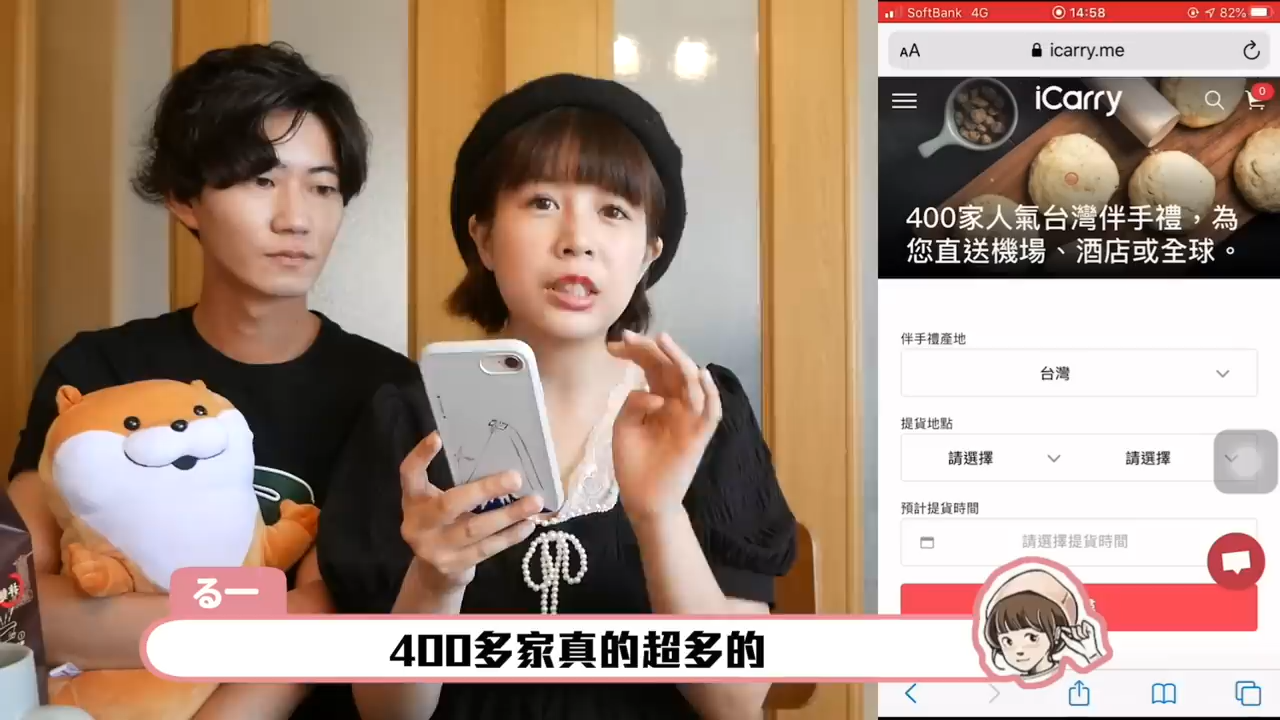 SoftBank 4G 14:58 82%
AA icarry.me
iCarry 0
400家人氣台灣伴手禮，為
您直送機場、酒店或全球。
伴手禮產地
台灣
提貨地點
請選擇 請選擇
預計提貨時間
請選擇提貨時間
る一
400多家真的超多的